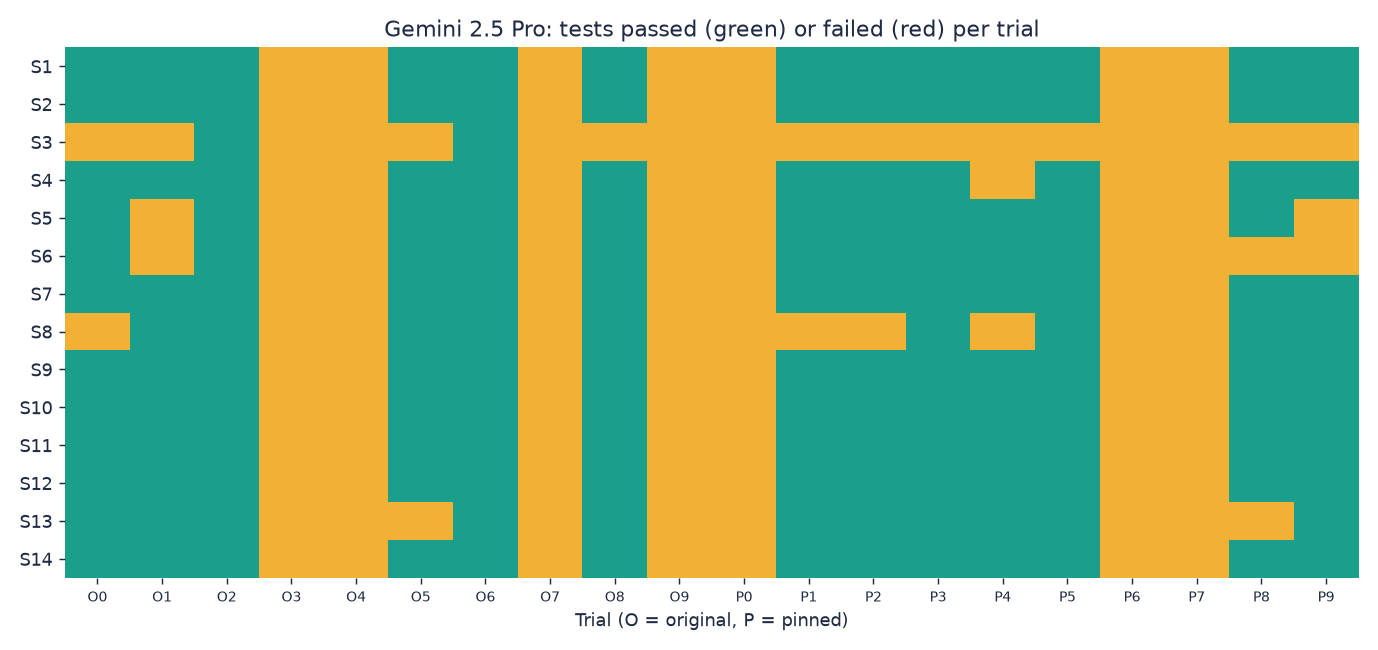 Gemini 2.5 Pro: tests passed (green) or failed (red) per trial
S1
S2
S3
S4
S5
S6
S7
S8
S9
S10
S11
S12
S13
S14
O0 O1 O2 O3 O4 O5 O6 O7 O8 O9 P0 P1 P2 P3 P4 P5 P6 P7 P8 P9
Trial (O = original, P = pinned)